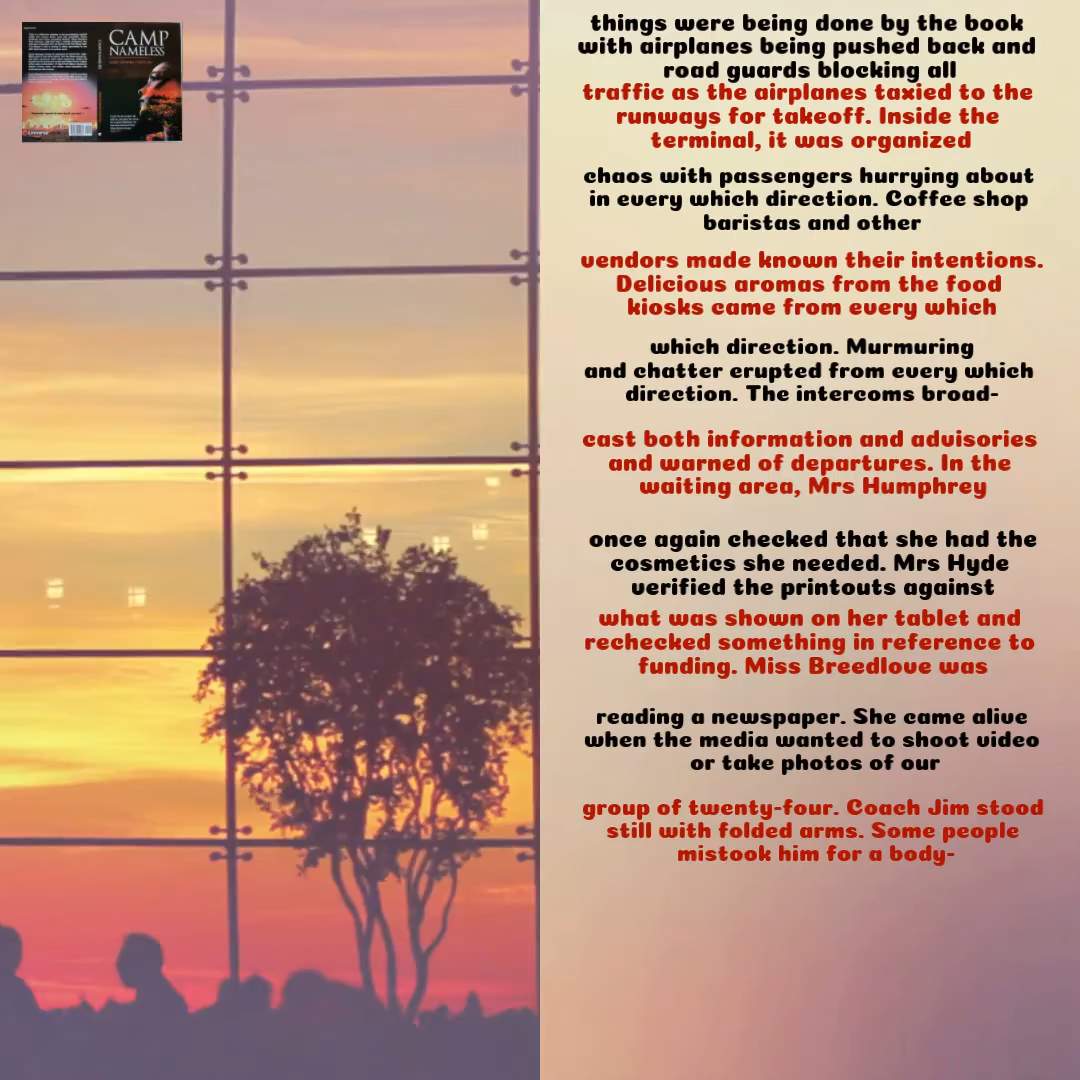 CAMP
NAMELESS
things were being done by the book
with airplanes being pushed back and
road guards blocking all
traffic as the airplanes taxied to the
runways for takeoff. Inside the
terminal, it was organized
chaos with passengers hurrying about
in every which direction. Coffee shop
baristas and other
vendors made known their intentions.
Delicious aromas from the food
kiosks came from every which
which direction. Murmuring
and chatter erupted from every which
direction. The intercoms broad-
cast both information and advisories
and warned of departures. In the
waiting area, Mrs Humphrey
once again checked that she had the
cosmetics she needed. Mrs Hyde
verified the printouts against
what was shown on her tablet and
rechecked something in reference to
funding. Miss Breedlove was
reading a newspaper. She came alive
when the media wanted to shoot video
or take photos of our
group of twenty-four. Coach Jim stood
still with folded arms. Some people
mistook him for a body-